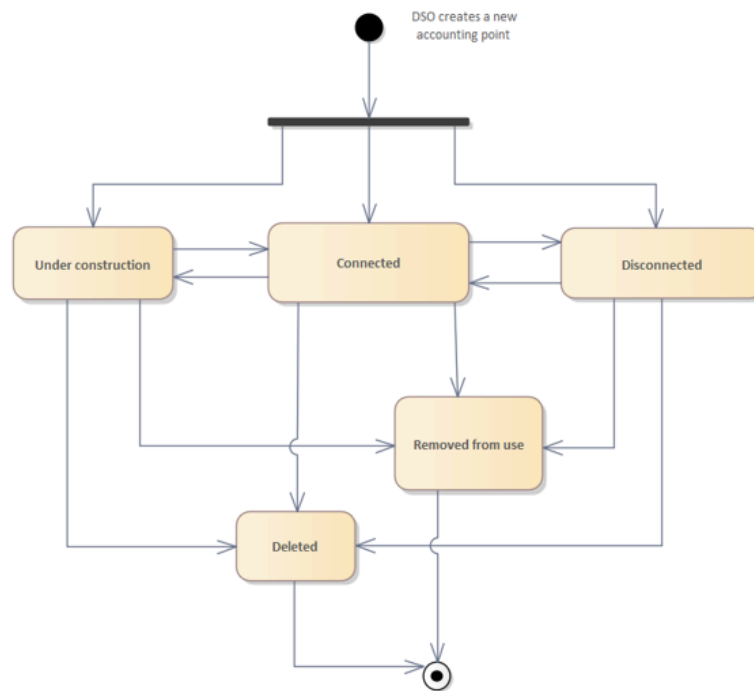 DSO creates a new
accounting point
Under construction
Connected
Disconnected
Removed from use
Deleted